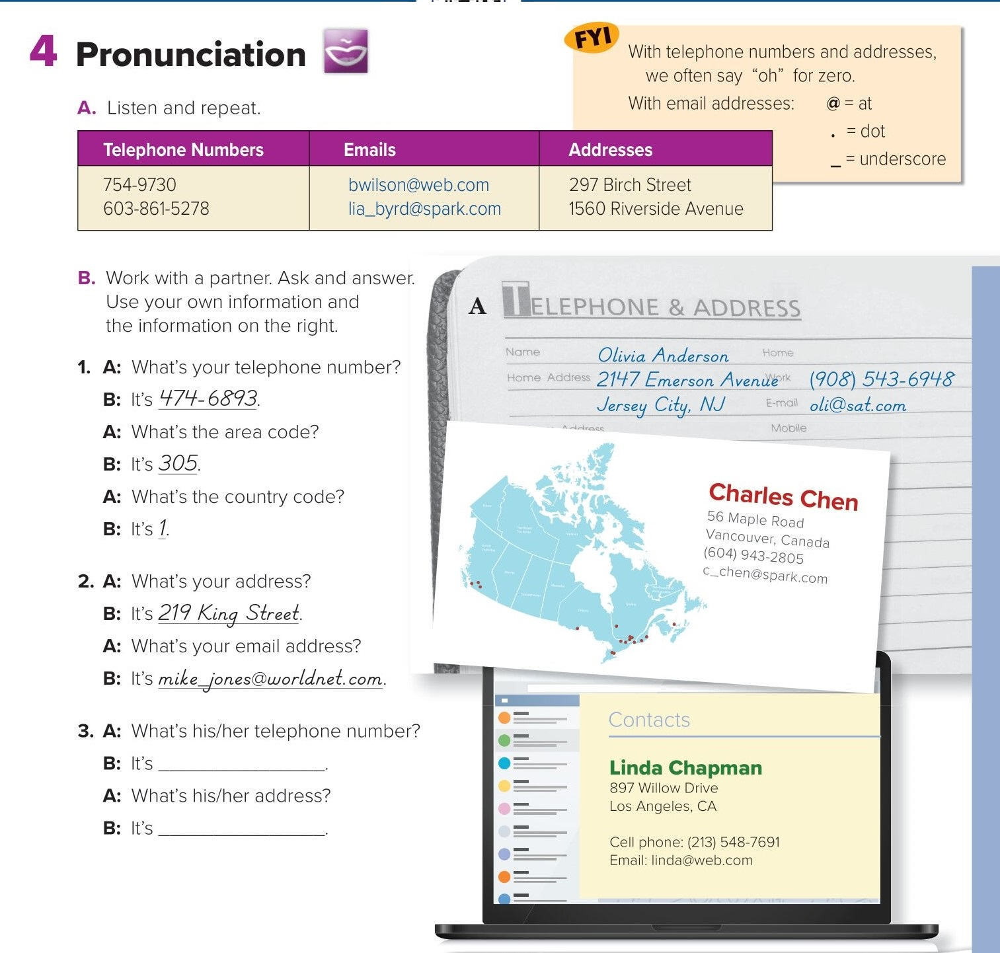 4 Pronunciation
A. Listen and repeat.
FYI
With telephone numbers and addresses,
we often say “oh” for zero.
With email addresses: @ = at
. = dot
_ = underscore
Telephone Numbers Emails Addresses
754-9730 bwilson@web.com 297 Birch Street
603-861-5278 lia_byrd@spark.com 1560 Riverside Avenue
B. Work with a partner. Ask and answer.
Use your own information and
the information on the right.
1. A: What’s your telephone number?
B: It’s 474-6893.
A: What’s the area code?
B: It’s 305.
A: What’s the country code?
B: It’s 1.
2. A: What’s your address?
B: It’s 219 King Street.
A: What’s your email address?
B: It’s mike_jones@worldnet.com.
3. A: What’s his/her telephone number?
B: It’s ____________________.
A: What’s his/her address?
B: It’s ____________________.
A TELEPHONE & ADDRESS
Name Olivia Anderson Home
Home Address 2147 Emerson Avenue Work (908) 543-6948
Jersey City, NJ E-mail oli@sat.com
Address Mobile
Charles Chen
56 Maple Road
Vancouver, Canada
(604) 943-2805
c_chen@spark.com
Contacts
Linda Chapman
897 Willow Drive
Los Angeles, CA
Cell phone: (213) 548-7691
Email: linda@web.com